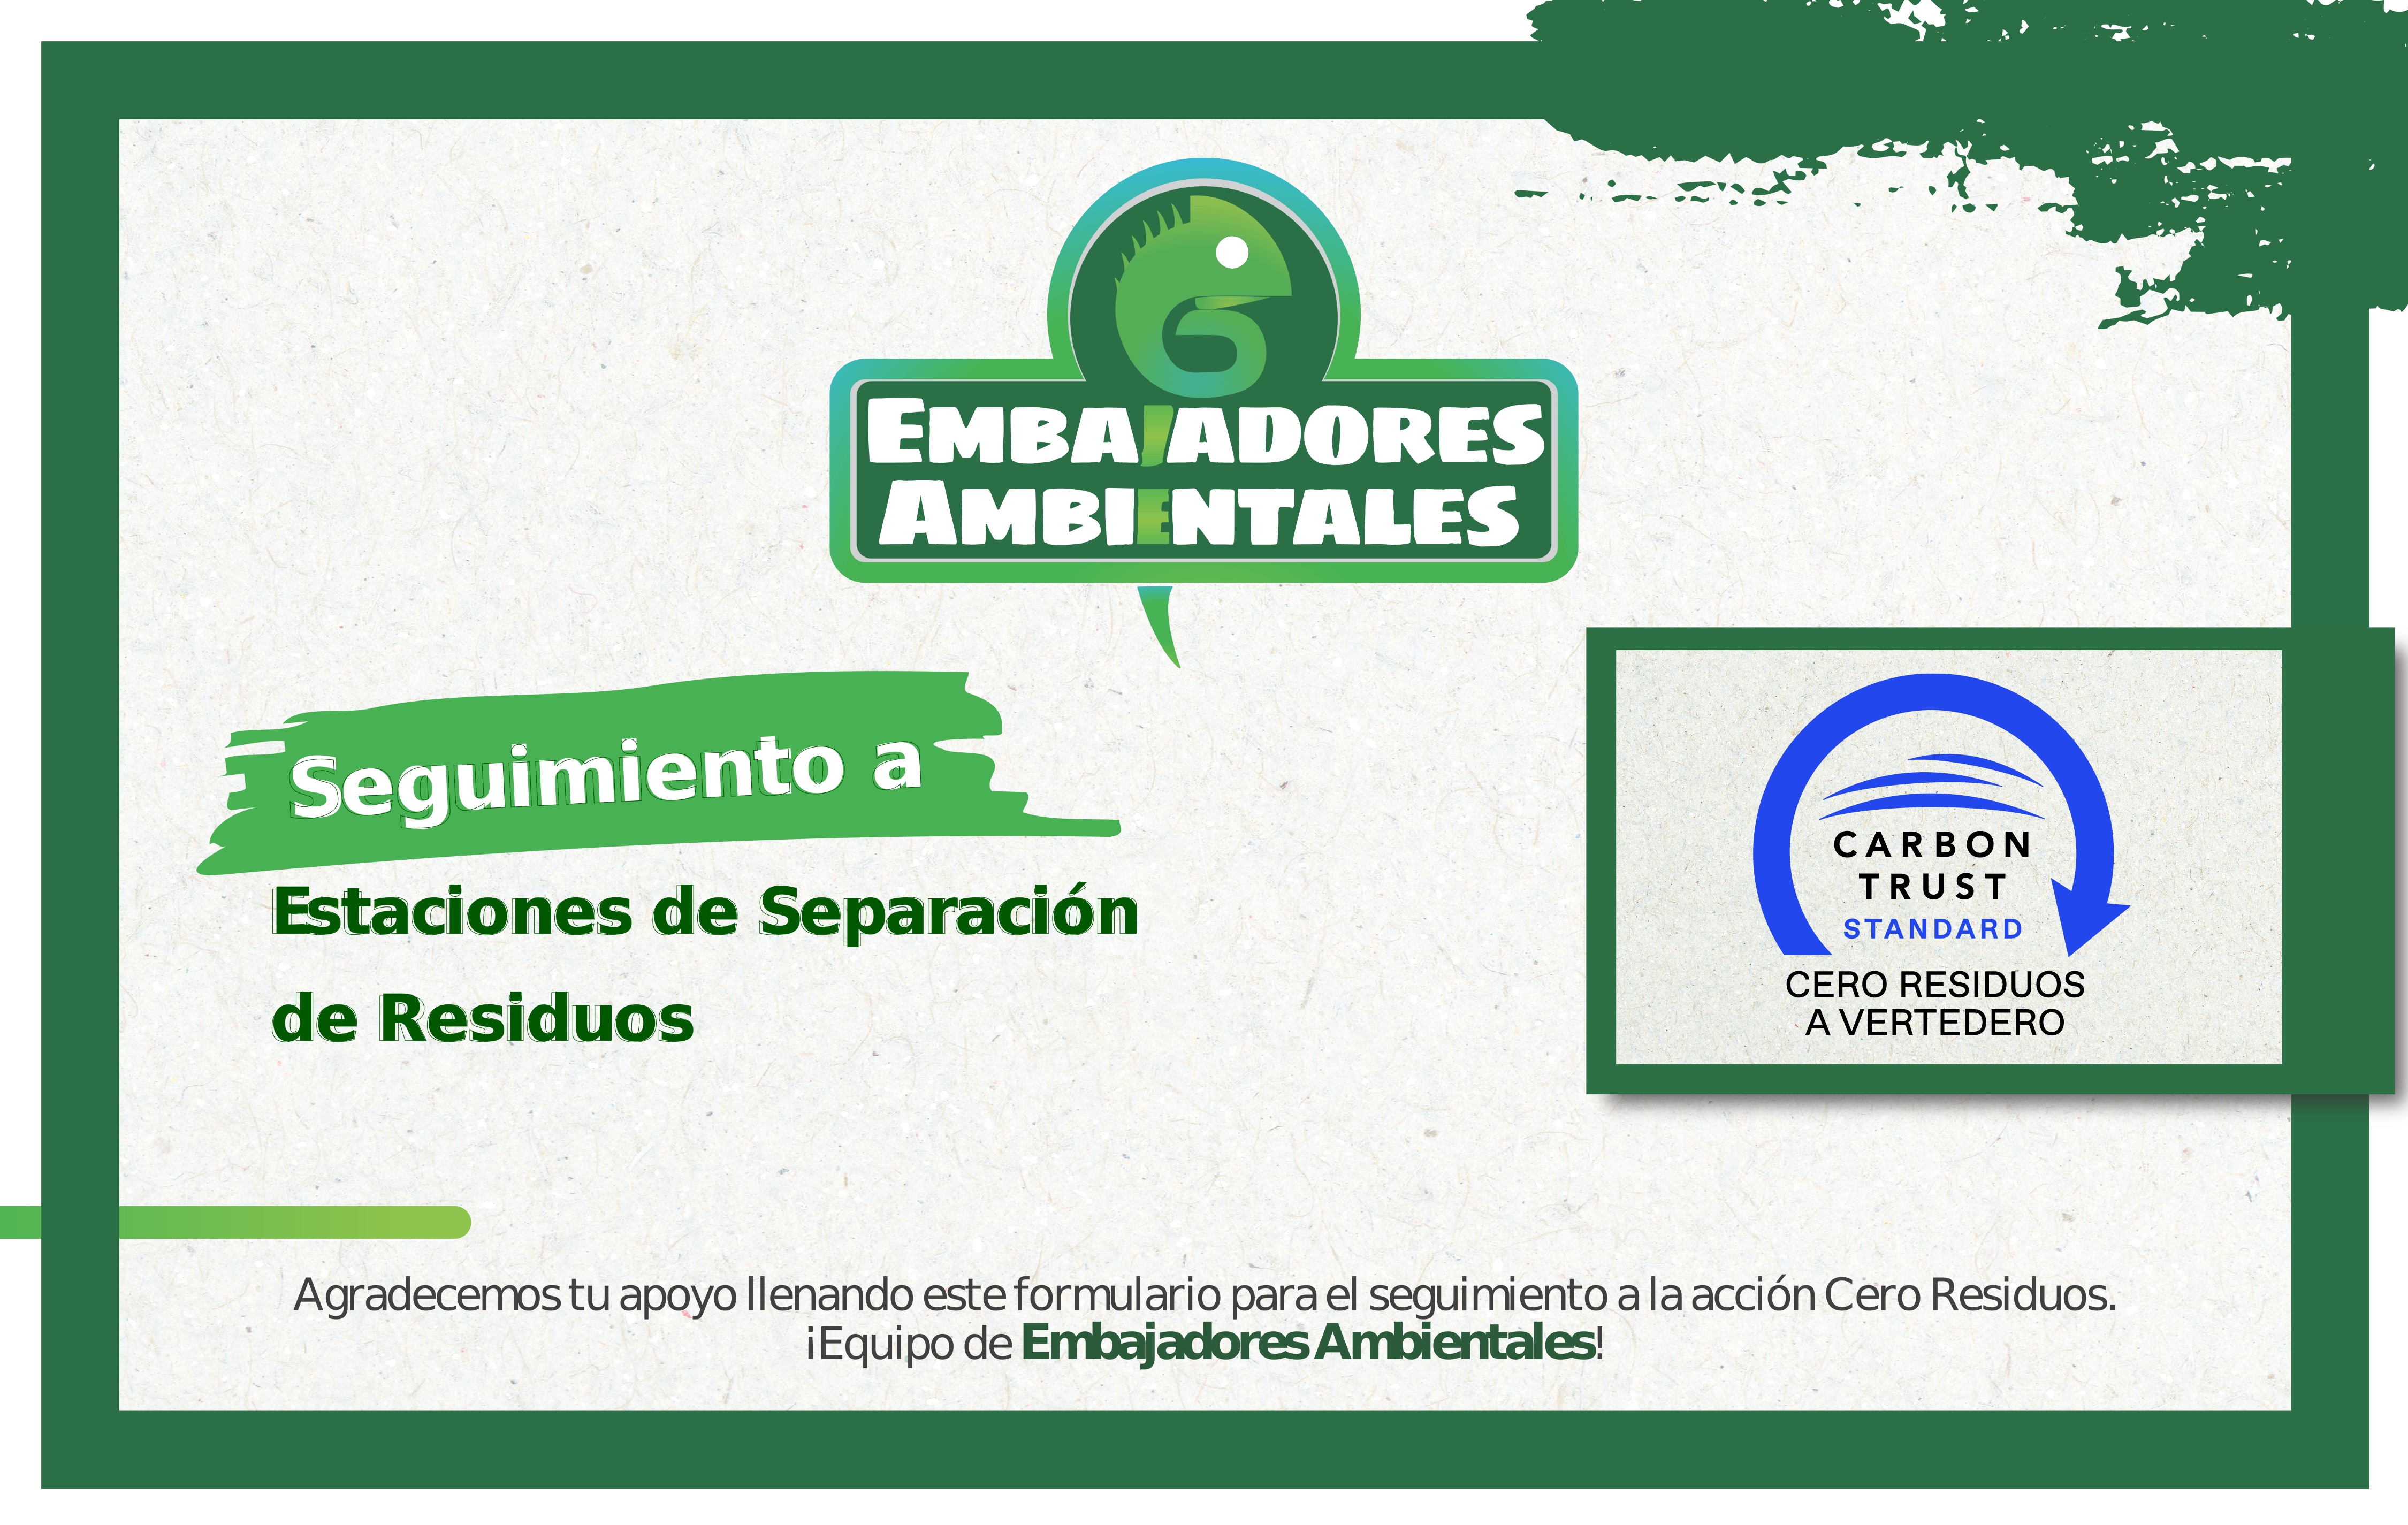 EMBAJADORES
AMBIENTALES
Seguimiento a
Estaciones de Separación
de Residuos
CARBON
TRUST
STANDARD
CERO RESIDUOS
A VERTEDERO
Agradecemos tu apoyo llenando este formulario para el seguimiento a la acción Cero Residuos.
¡Equipo de Embajadores Ambientales!